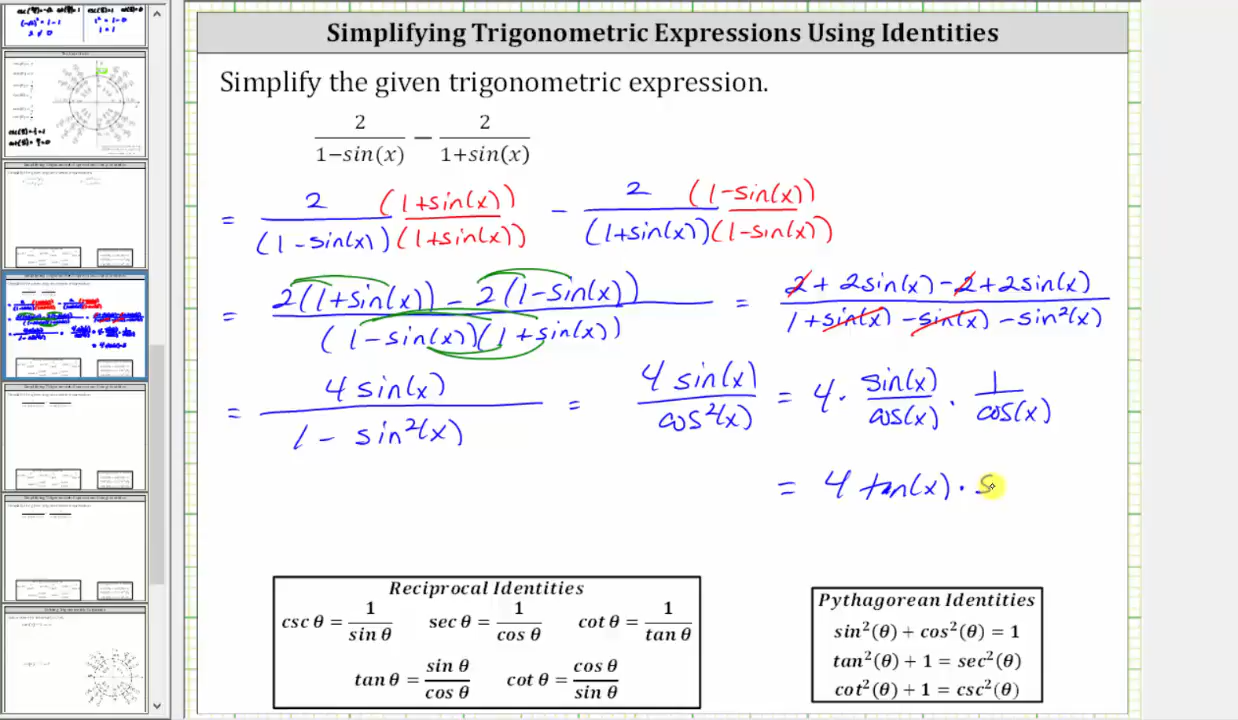 Simplifying Trigonometric Expressions Using Identities
Simplify the given trigonometric expression.
2/(1−sin(x)) − 2/(1+sin(x))
= 2/(1−sin(x)) (1+sin(x))/(1+sin(x)) − 2/(1+sin(x)) (1−sin(x))/(1−sin(x))
= (2(1+sin(x)) − 2(1−sin(x)))/((1−sin(x))(1+sin(x))) = (2+2sin(x)−2+2sin(x))/(1+sin(x)−sin(x)−sin²(x))
= 4 sin(x)/(1−sin²(x)) = 4 sin(x)/cos²(x) = 4 · sin(x)/cos(x) · 1/cos(x)
= 4 tan(x) · s
Reciprocal Identities
csc θ = 1/sin θ sec θ = 1/cos θ cot θ = 1/tan θ
tan θ = sin θ/cos θ cot θ = cos θ/sin θ
Pythagorean Identities
sin²(θ) + cos²(θ) = 1
tan²(θ) + 1 = sec²(θ)
cot²(θ) + 1 = csc²(θ)